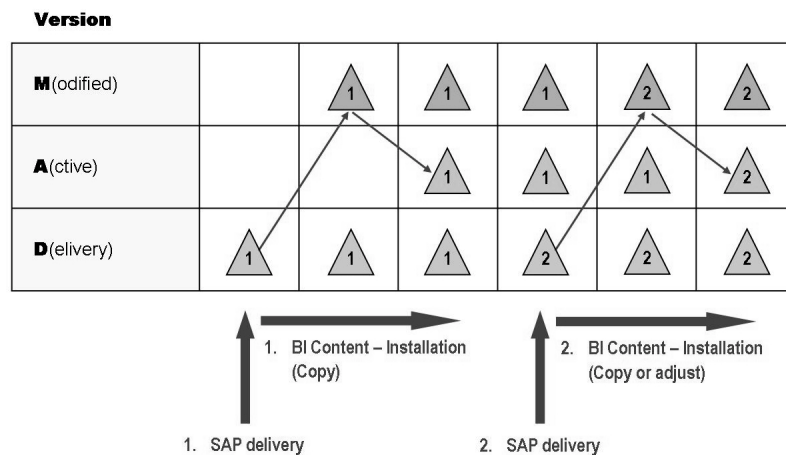 Version
M(odified) 1 1 1 2 2
A(ctive) 1 1 1 2
D(elivery) 1 1 1 2 2 2
1. BI Content – Installation
(Copy)
2. BI Content – Installation
(Copy or adjust)
1. SAP delivery
2. SAP delivery